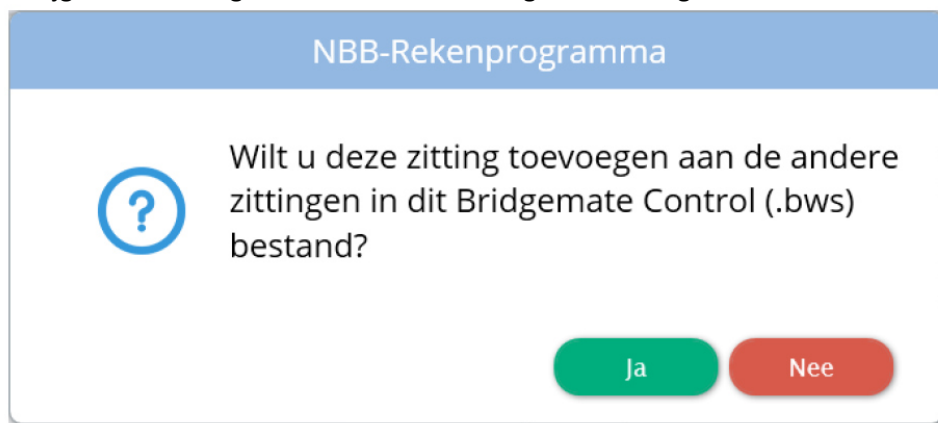 NBB-Rekenprogramma
Wilt u deze zitting toevoegen aan de andere
zittingen in dit Bridgemate Control (.bws)
bestand?
?
Ja
Nee